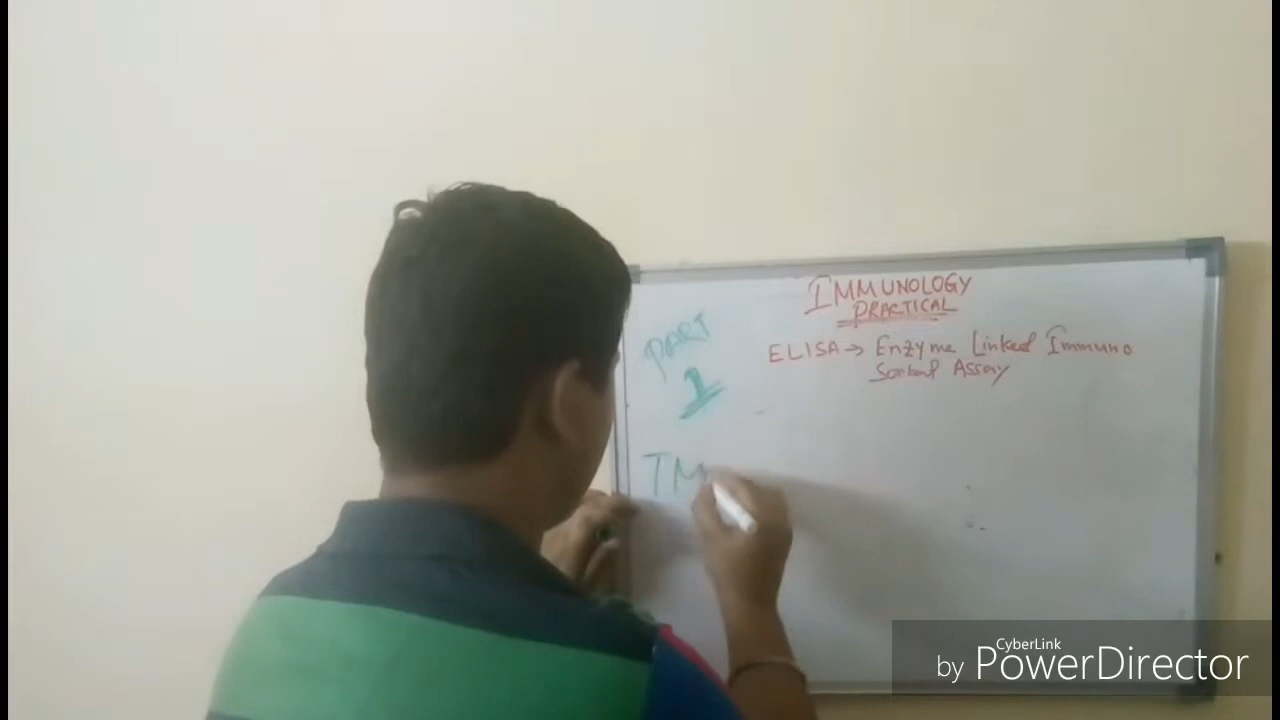 IMMUNOLOGY
PRACTICAL
PART
1
ELISA → Enzyme Linked Immuno
Sorbent Assay
TM
CyberLink
by PowerDirector